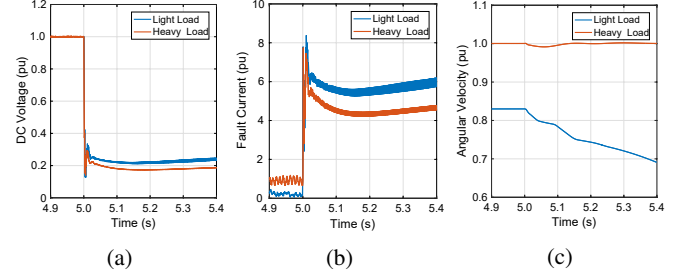 Light Load
Heavy Load
DC Voltage (pu)
1.2
1.0
0.8
0.6
0.4
0.2
0
4.9 5.0 5.1 5.2 5.3 5.4
Time (s)
(a)
Light Load
Heavy Load
Fault Current (pu)
10
8
6
4
2
0
4.9 5.0 5.1 5.2 5.3 5.4
Time (s)
(b)
Light Load
Heavy Load
Angular Velocity (pu)
1.1
1.0
0.9
0.8
0.7
0.6
4.9 5.0 5.1 5.2 5.3 5.4
Time (s)
(c)